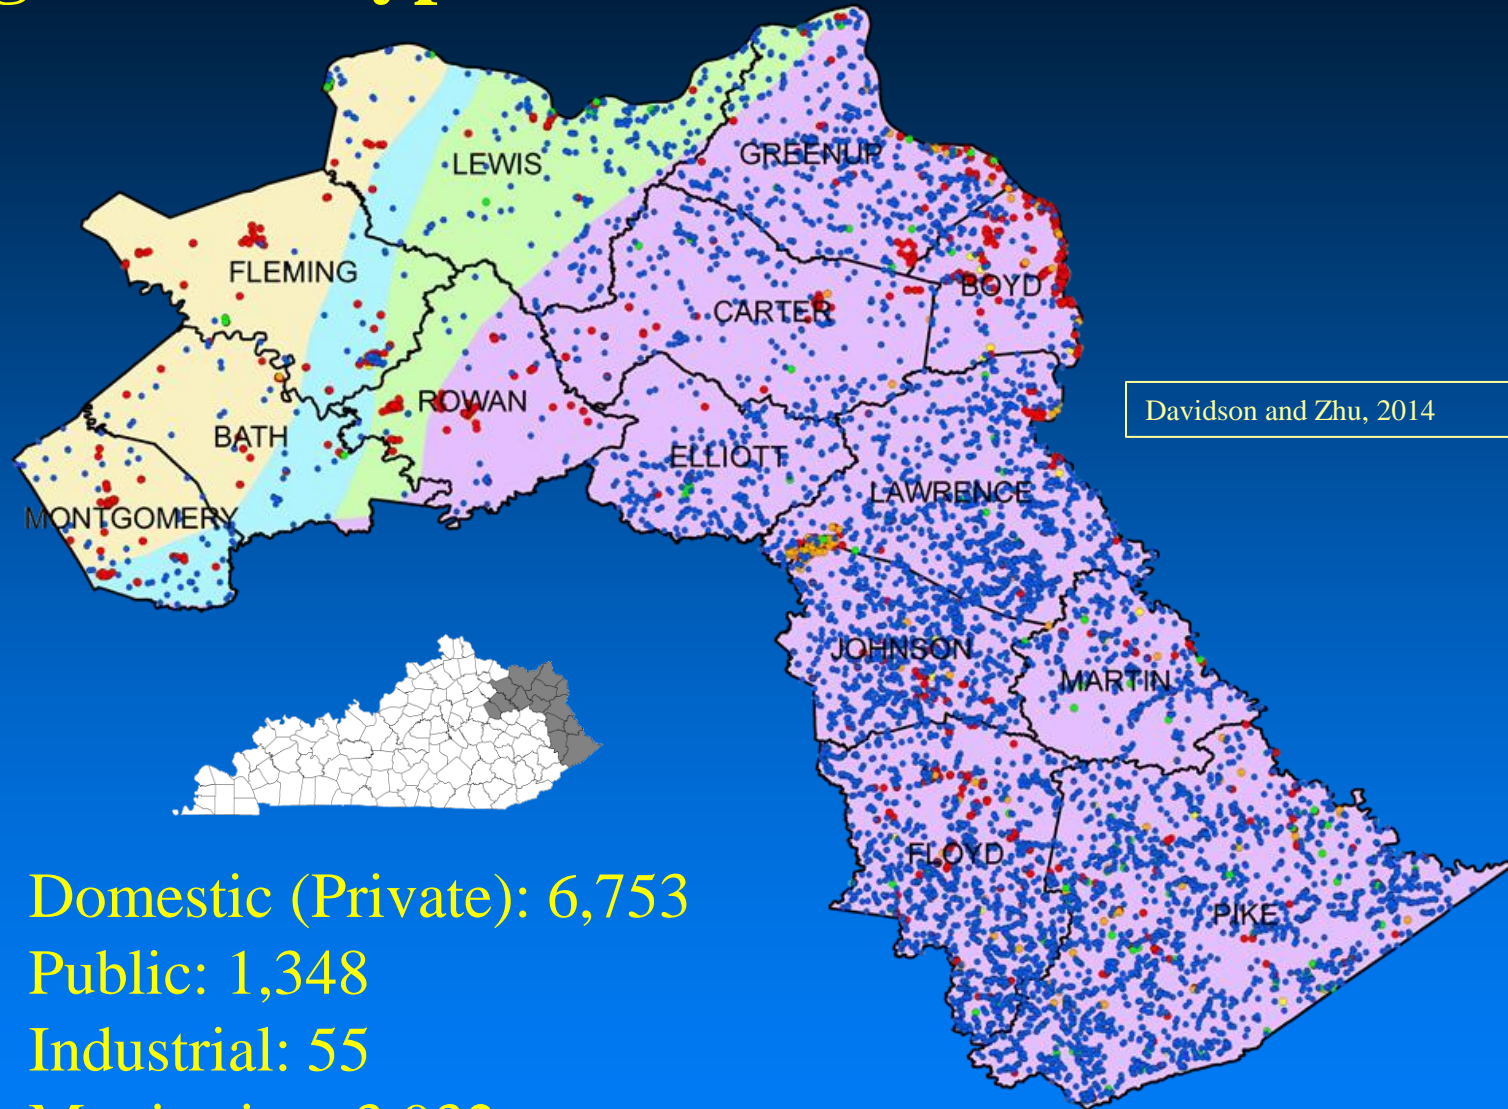 LEWIS
GREENUP
FLEMING
BOYD
CARTER
ROWAN
Davidson and Zhu, 2014
BATH
ELLIOTT
LAWRENCE
MONTGOMERY
JOHNSON
MARTIN
FLOYD
PIKE
Domestic (Private): 6,753
Public: 1,348
Industrial: 55